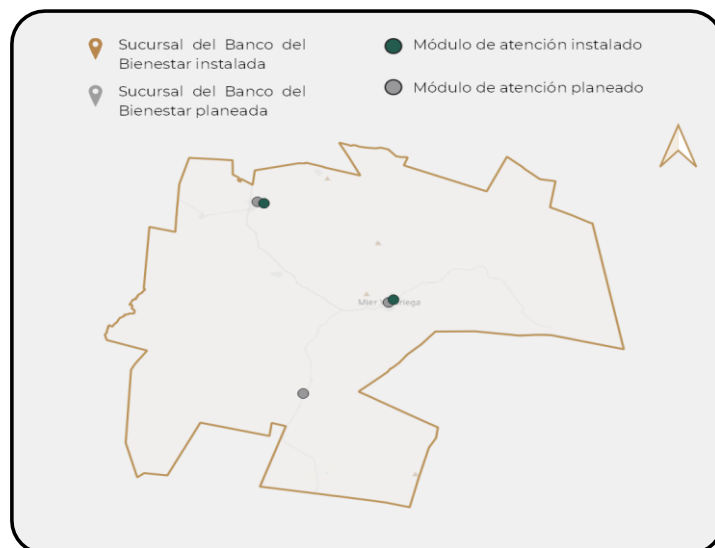 Sucursal del Banco del
Bienestar instalada
Módulo de atención instalado
Sucursal del Banco del
Bienestar planeada
Módulo de atención planeado
Mier